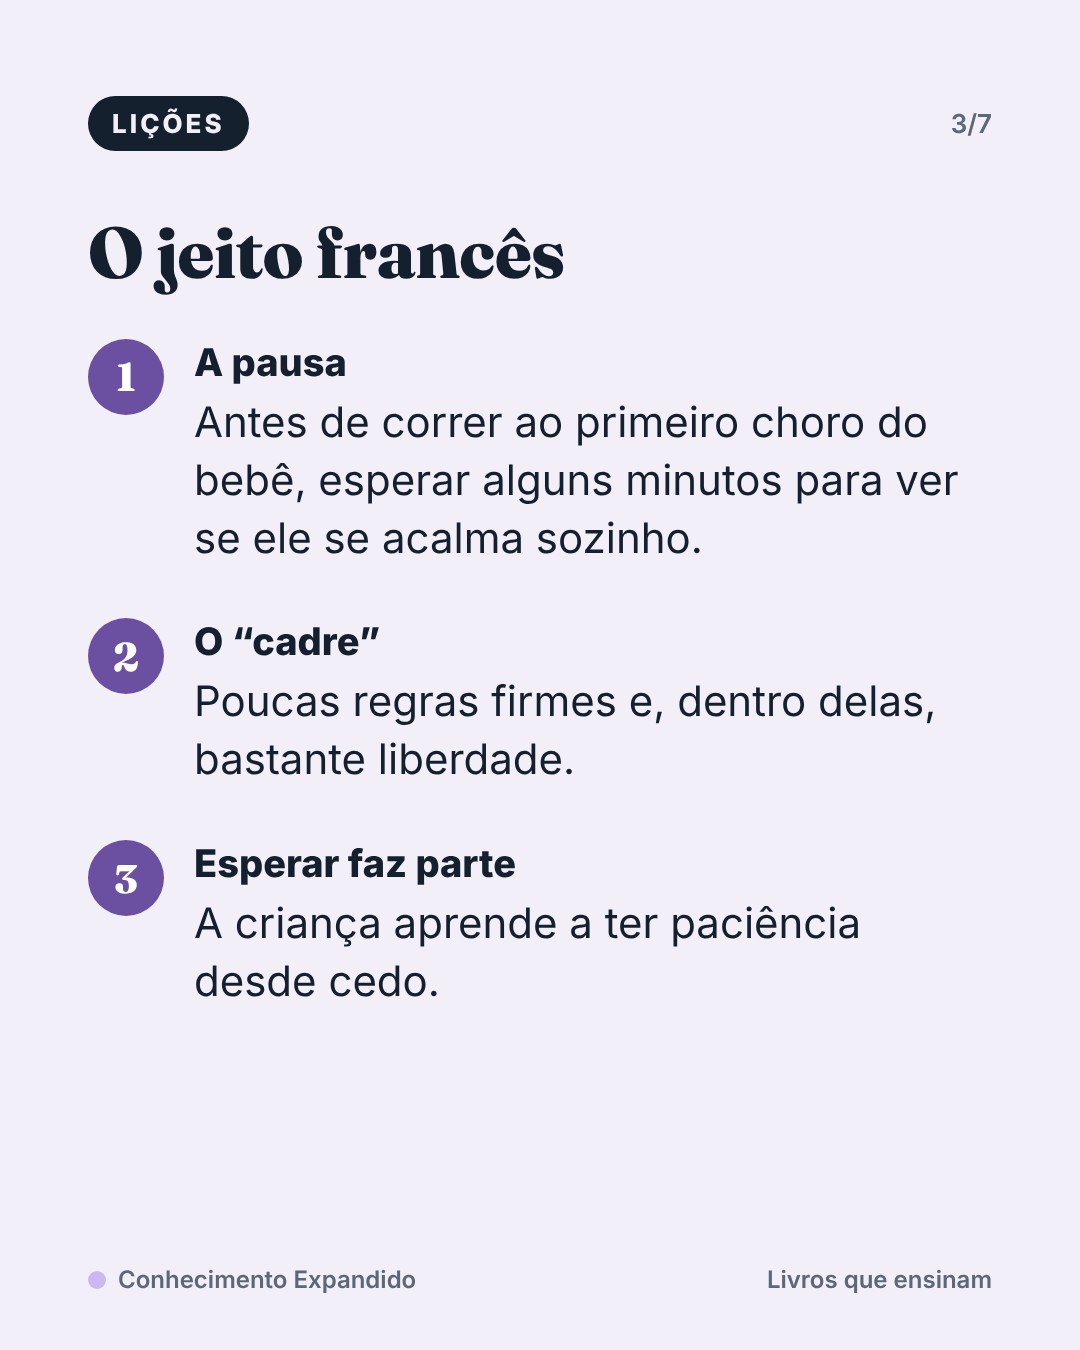 LIÇÕES
3/7
O jeito francês
1
A pausa
Antes de correr ao primeiro choro do
bebê, esperar alguns minutos para ver
se ele se acalma sozinho.
2
O “cadre”
Poucas regras firmes e, dentro delas,
bastante liberdade.
3
Esperar faz parte
A criança aprende a ter paciência
desde cedo.
Conhecimento Expandido
Livros que ensinam